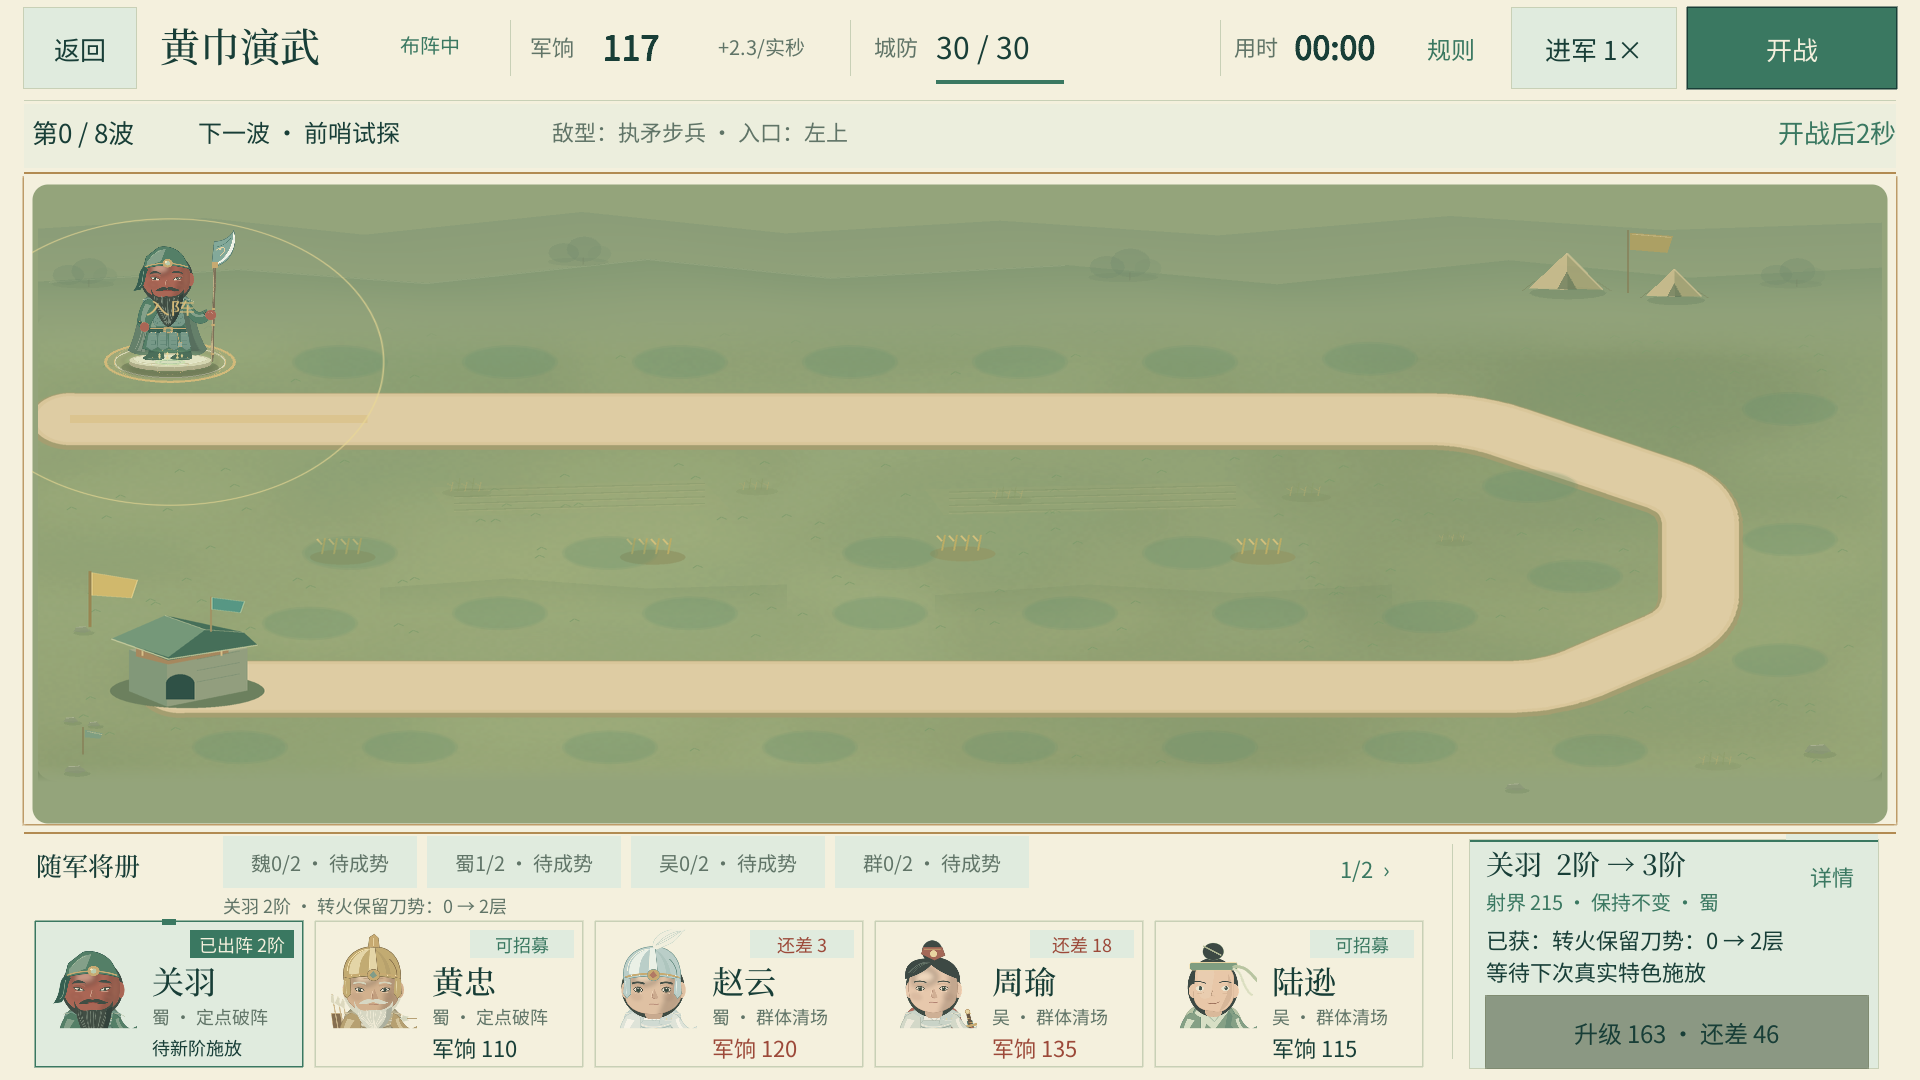 返回
黄巾演武
布阵中
军饷 117
+2.3/实秒
城防 30 / 30
用时 00:00
规则
进军 1×
开战
第0 / 8波
下一波 · 前哨试探
敌型：执矛步兵 · 入口：左上
开战后2秒
入阵
随军将册
魏0/2 · 待成势
蜀1/2 · 待成势
吴0/2 · 待成势
群0/2 · 待成势
1/2 ›
关羽 2阶 · 转火保留刀势：0 → 2层
已出阵 2阶
关羽
蜀 · 定点破阵
待新阶施放
可招募
黄忠
蜀 · 定点破阵
军饷 110
还差 3
赵云
蜀 · 群体清场
军饷 120
还差 18
周瑜
吴 · 群体清场
军饷 135
可招募
陆逊
吴 · 群体清场
军饷 115
关羽 2阶 → 3阶
详情
射界 215 · 保持不变 · 蜀
已获：转火保留刀势：0 → 2层
等待下次真实特色施放
升级 163 · 还差 46